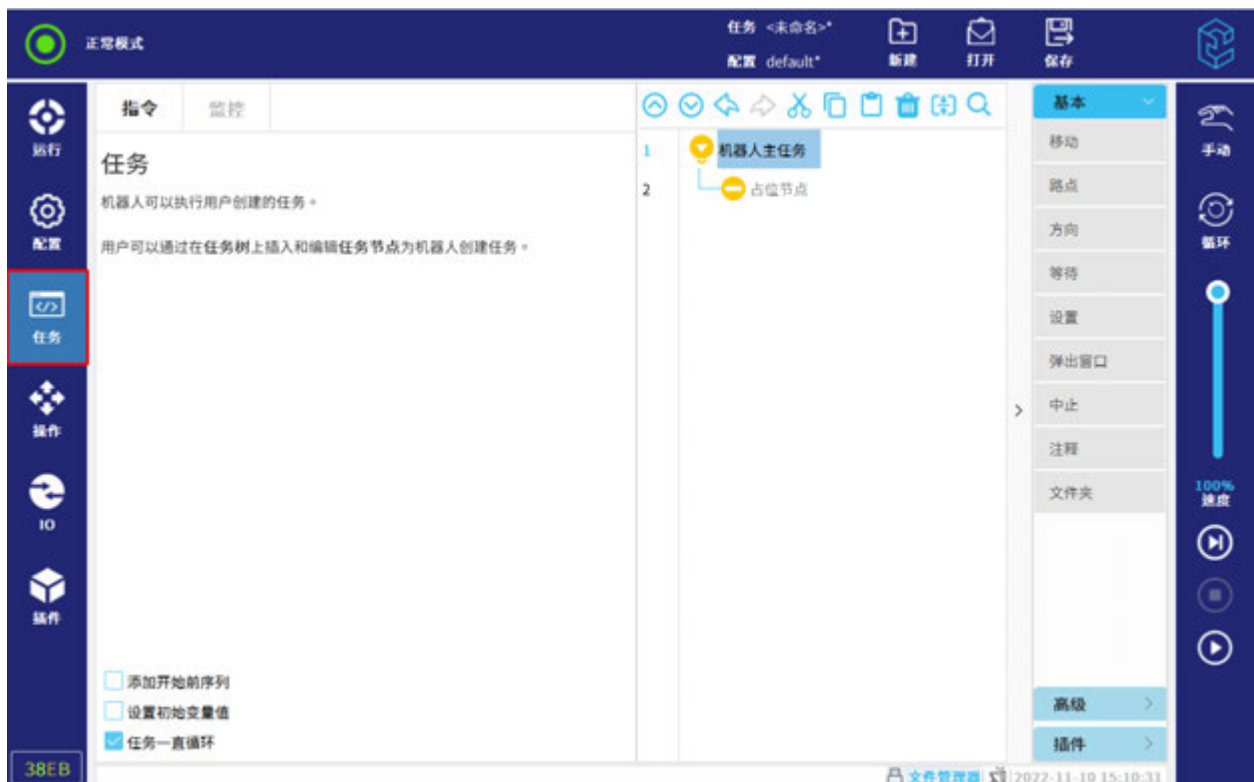 正常模式
任务 <未命名>*
配置 default*
新建
打开
保存
运行
配置
任务
操作
IO
插件
38EB
指令 监控
任务
机器人可以执行用户创建的任务。
用户可以通过在任务树上插入和编辑任务节点为机器人创建任务。
添加开始前序列
设置初始变量值
任务一直循环
1 机器人主任务
2 占位节点
基本
移动
路点
方向
等待
设置
弹出窗口
中止
注释
文件夹
高级
插件
手动
循环
100%
速度
文件管理器 2022-11-10 15:10:31